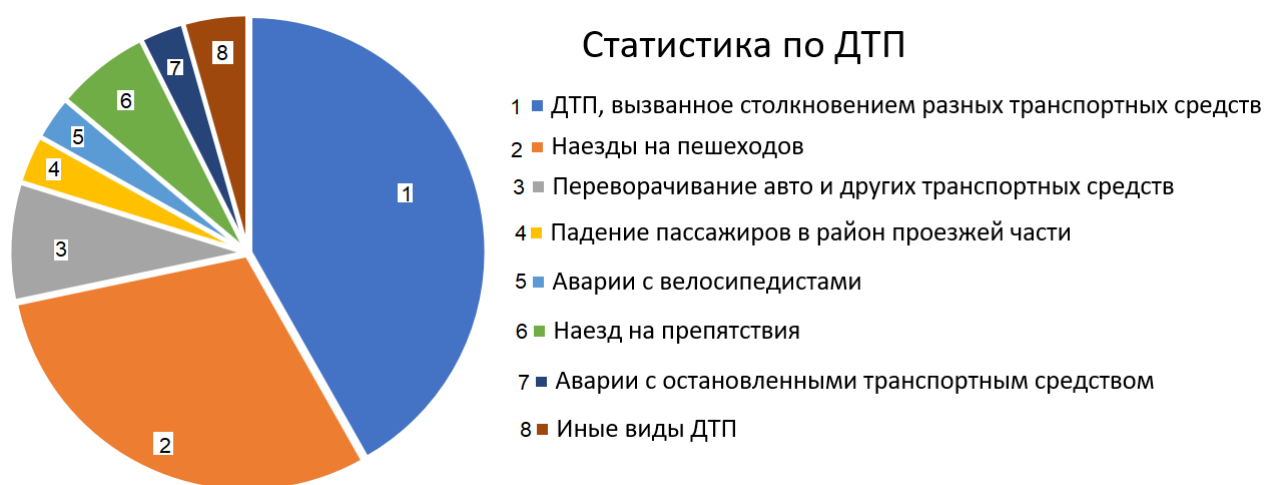 Статистика по ДТП
1 ДТП, вызванное столкновением разных транспортных средств
2 Наезды на пешеходов
3 Переворачивание авто и других транспортных средств
4 Падение пассажиров в район проезжей части
5 Аварии с велосипедистами
6 Наезд на препятствия
7 Аварии с остановленными транспортным средством
8 Иные виды ДТП
1
2
3
4
5
6
7
8